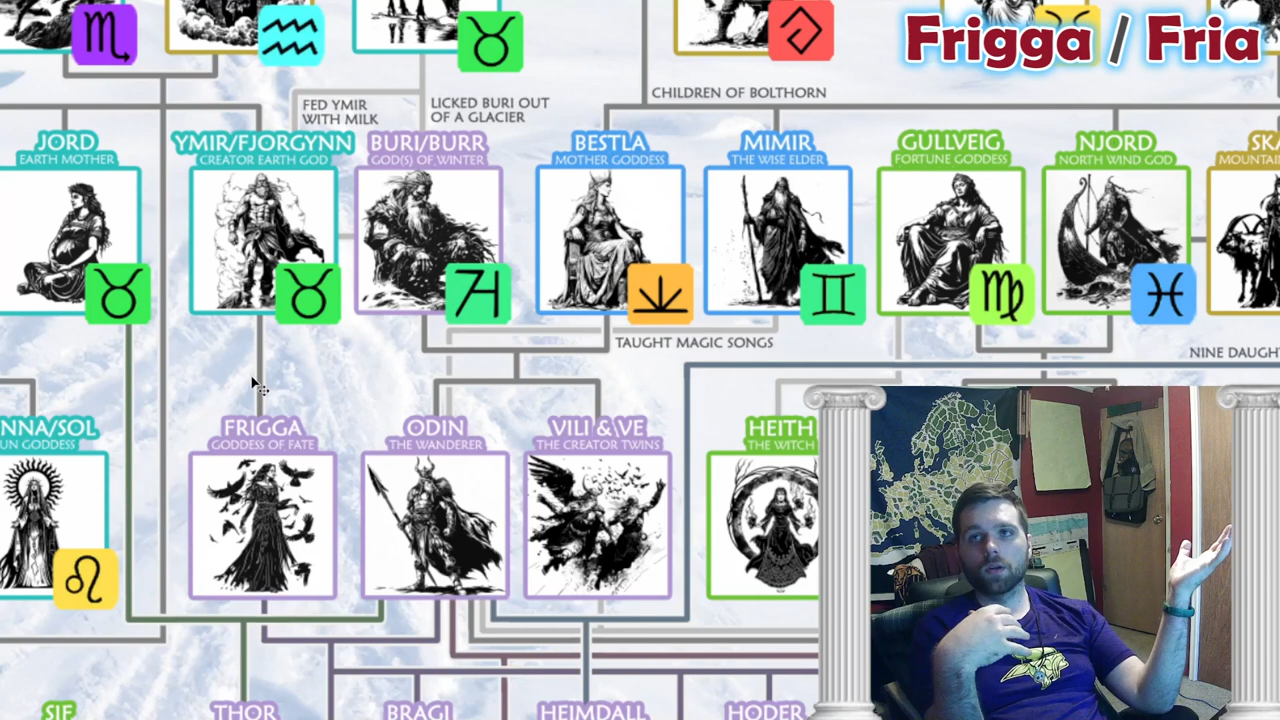 Frigga / Fria
CHILDREN OF BOLTHORN
FED YMIR
WITH MILK
LICKED BURI OUT
OF A GLACIER
JORD
EARTH MOTHER
YMIR/FJORGYNN
CREATOR EARTH GOD
BURI/BURR
GOD(S) OF WINTER
BESTLA
MOTHER GODDESS
MIMIR
THE WISE ELDER
GULLVEIG
FORTUNE GODDESS
NJORD
NORTH WIND GOD
SKA
MOUNTAIN
TAUGHT MAGIC SONGS
NINE DAUGHT
NNA/SOL
UN GODDESS
FRIGGA
GODDESS OF FATE
ODIN
THE WANDERER
VILI & VE
THE CREATOR TWINS
HEITH
THE WITCH
SIF
THOR
BRAGI
HEIMDALL
HODER